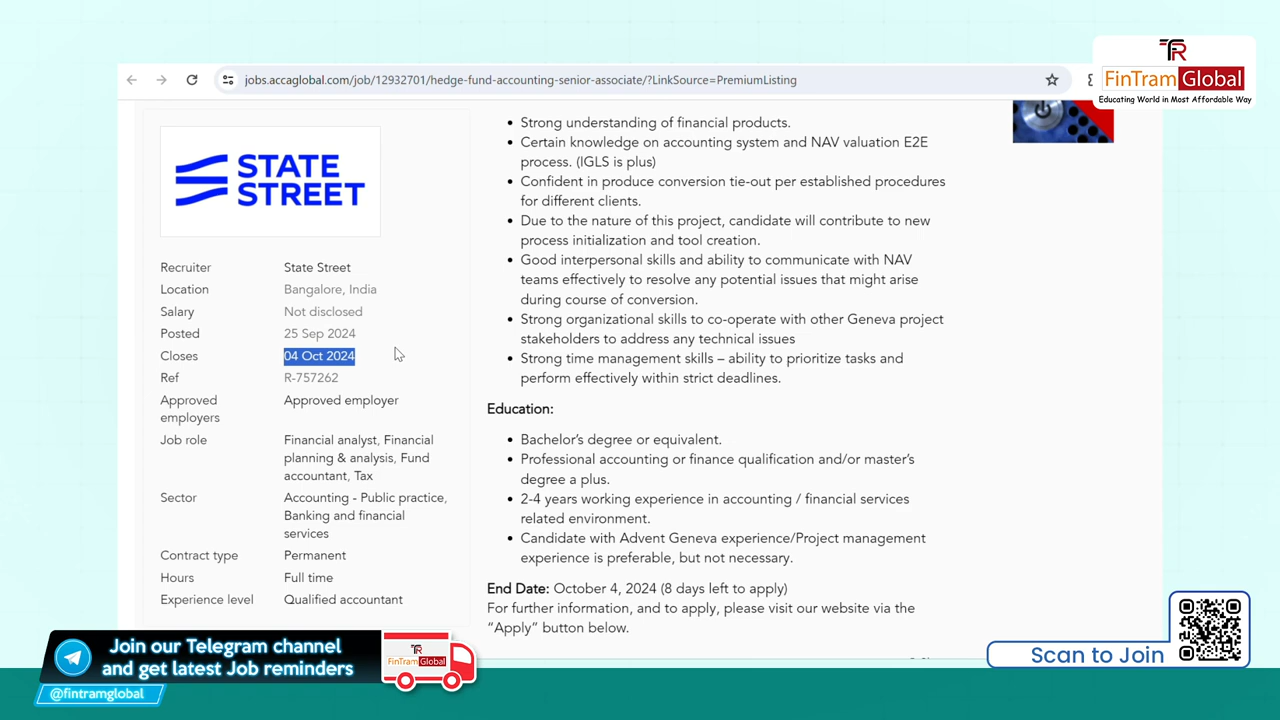 jobs.accaglobal.com/job/12932701/hedge-fund-accounting-senior-associate/?LinkSource=PremiumListing
TR
FinTram Global
Educating World in Most Affordable Way
STATE
STREET
Recruiter State Street
Location Bangalore, India
Salary Not disclosed
Posted 25 Sep 2024
Closes 04 Oct 2024
Ref R-757262
Approved employers Approved employer
Job role Financial analyst, Financial
planning & analysis, Fund
accountant, Tax
Sector Accounting - Public practice,
Banking and financial
services
Contract type Permanent
Hours Full time
Experience level Qualified accountant
Strong understanding of financial products.
Certain knowledge on accounting system and NAV valuation E2E
process. (IGLS is plus)
Confident in produce conversion tie-out per established procedures
for different clients.
Due to the nature of this project, candidate will contribute to new
process initialization and tool creation.
Good interpersonal skills and ability to communicate with NAV
teams effectively to resolve any potential issues that might arise
during course of conversion.
Strong organizational skills to co-operate with other Geneva project
stakeholders to address any technical issues
Strong time management skills – ability to prioritize tasks and
perform effectively within strict deadlines.
Education:
Bachelor's degree or equivalent.
Professional accounting or finance qualification and/or master's
degree a plus.
2-4 years working experience in accounting / financial services
related environment.
Candidate with Advent Geneva experience/Project management
experience is preferable, but not necessary.
End Date: October 4, 2024 (8 days left to apply)
For further information, and to apply, please visit our website via the
“Apply” button below.
Join our Telegram channel
and get latest Job reminders
@fintramglobal
TR
FinTram Global
Scan to Join